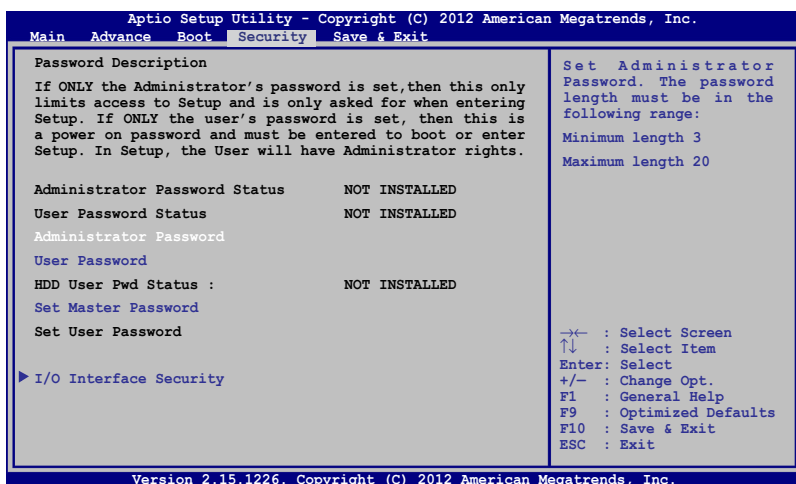 Aptio Setup Utility - Copyright (C) 2012 American Megatrends, Inc.
Main Advance Boot Security Save & Exit
Password Description
If ONLY the Administrator's password is set,then this only
limits access to Setup and is only asked for when entering
Setup. If ONLY the user's password is set, then this is
a power on password and must be entered to boot or enter
Setup. In Setup, the User will have Administrator rights.
Administrator Password Status NOT INSTALLED
User Password Status NOT INSTALLED
Administrator Password
User Password
HDD User Pwd Status : NOT INSTALLED
Set Master Password
Set User Password
▶ I/O Interface Security
Set Administrator
Password. The password
length must be in the
following range:
Minimum length 3
Maximum length 20
→← : Select Screen
↑↓ : Select Item
Enter: Select
+/— : Change Opt.
F1 : General Help
F9 : Optimized Defaults
F10 : Save & Exit
ESC : Exit
Version 2.15.1226. Copyright (C) 2012 American Megatrends, Inc.